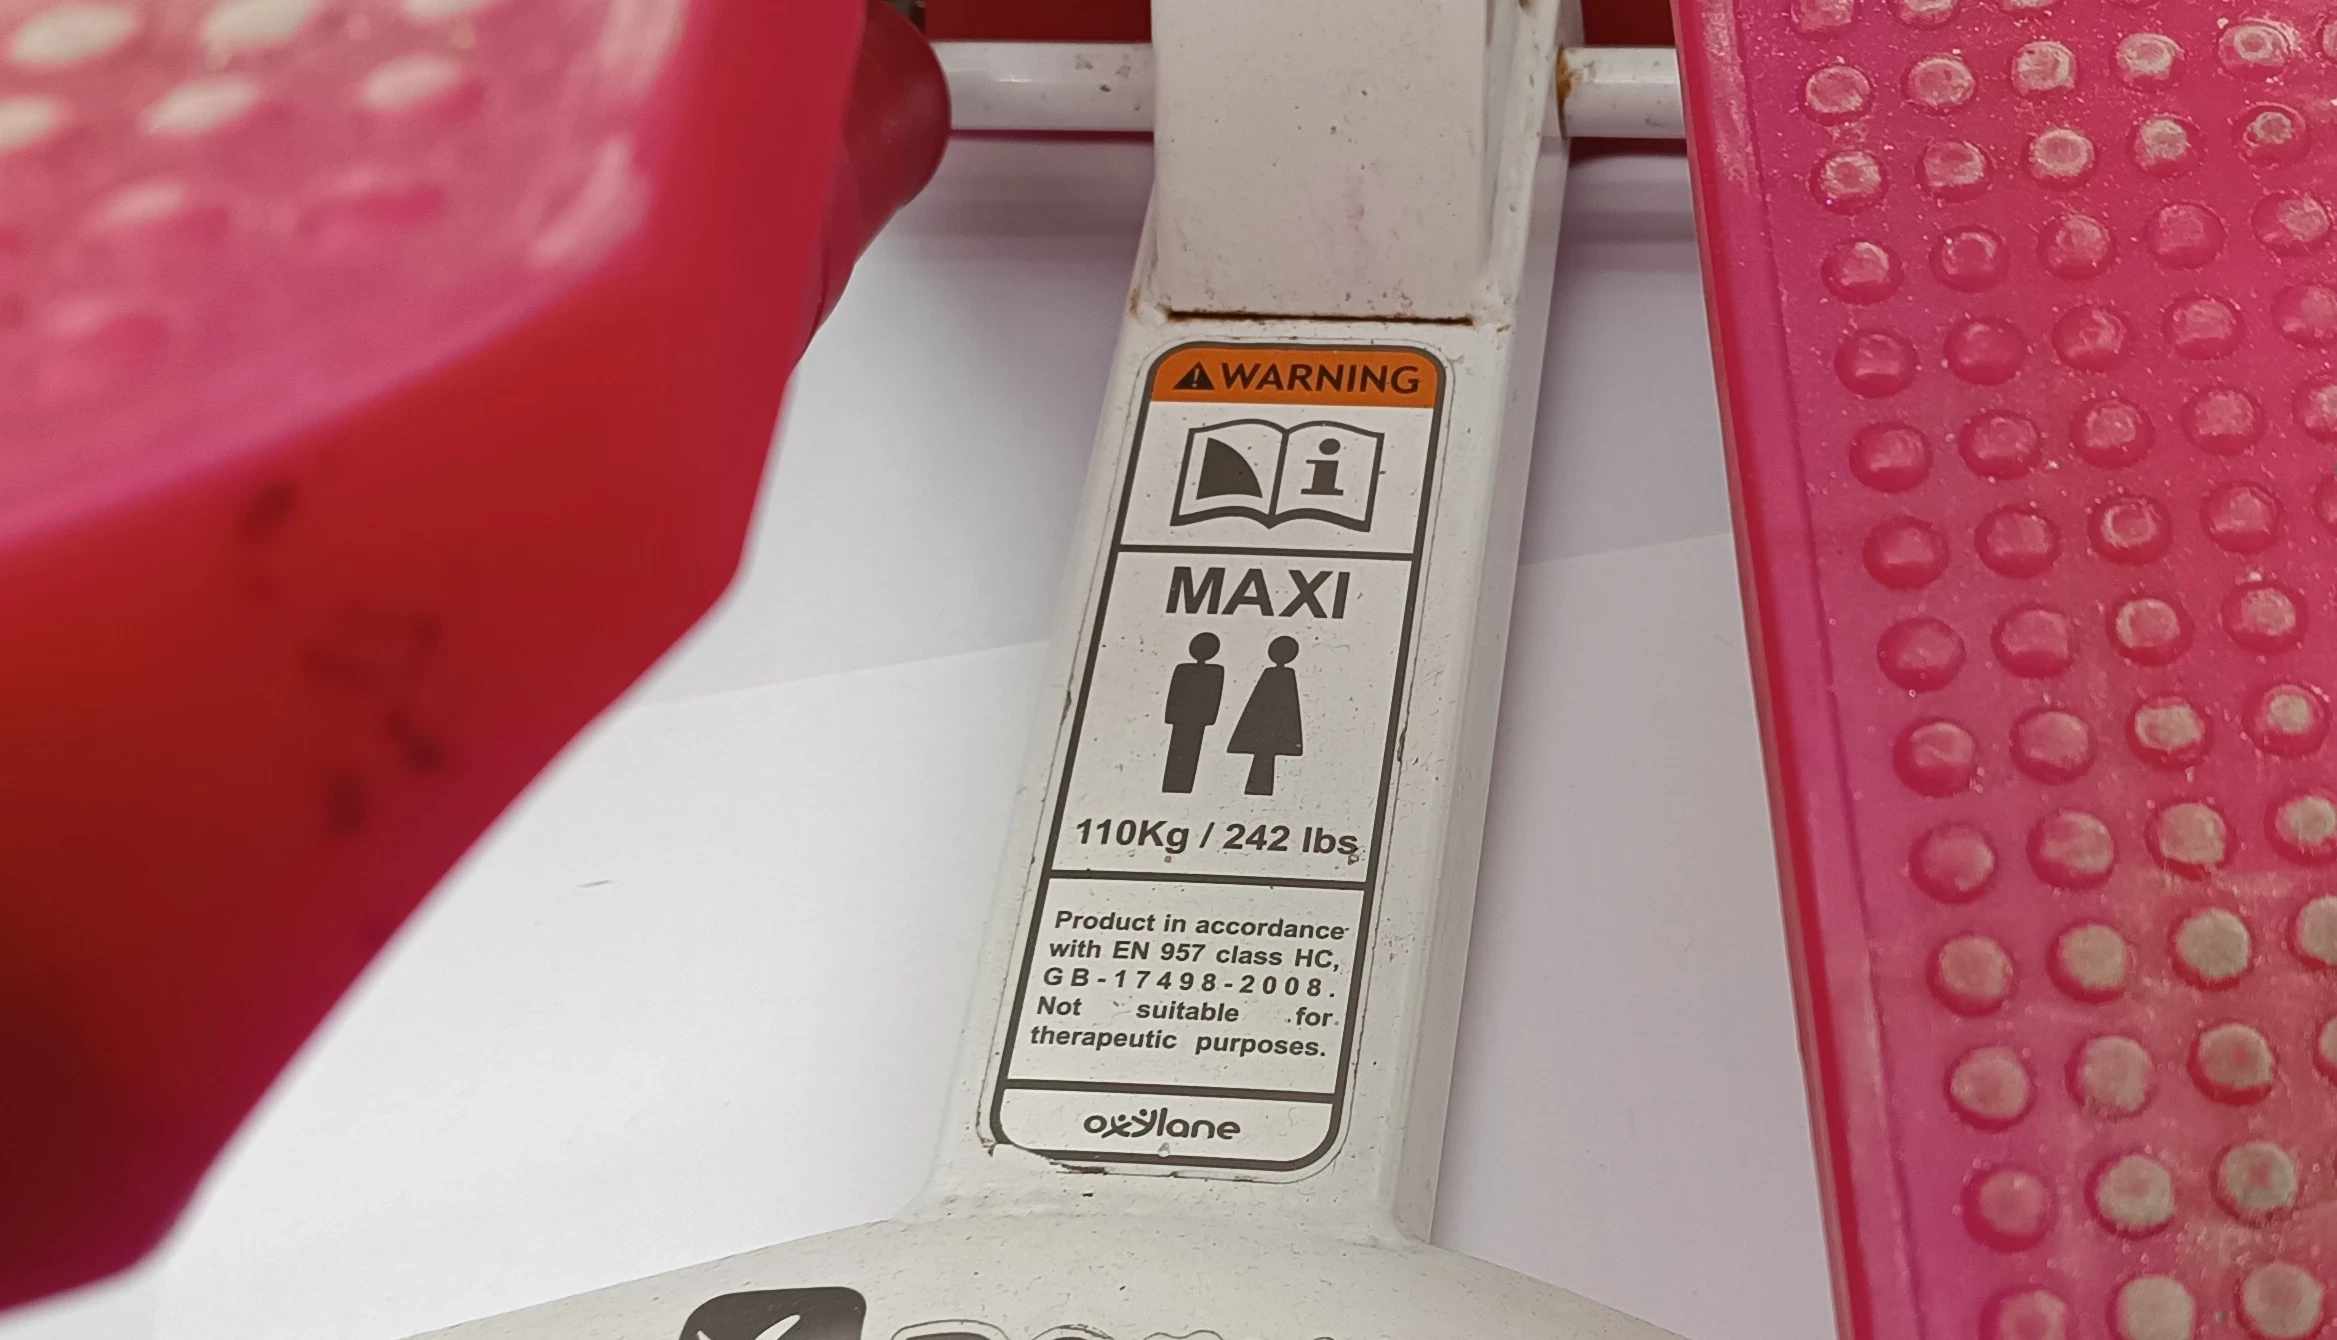 WARNING
i
MAXI
110Kg / 242 lbs
Product in accordance
with EN 957 class HC,
GB-17498-2008.
Not suitable for
therapeutic purposes.
oxylane